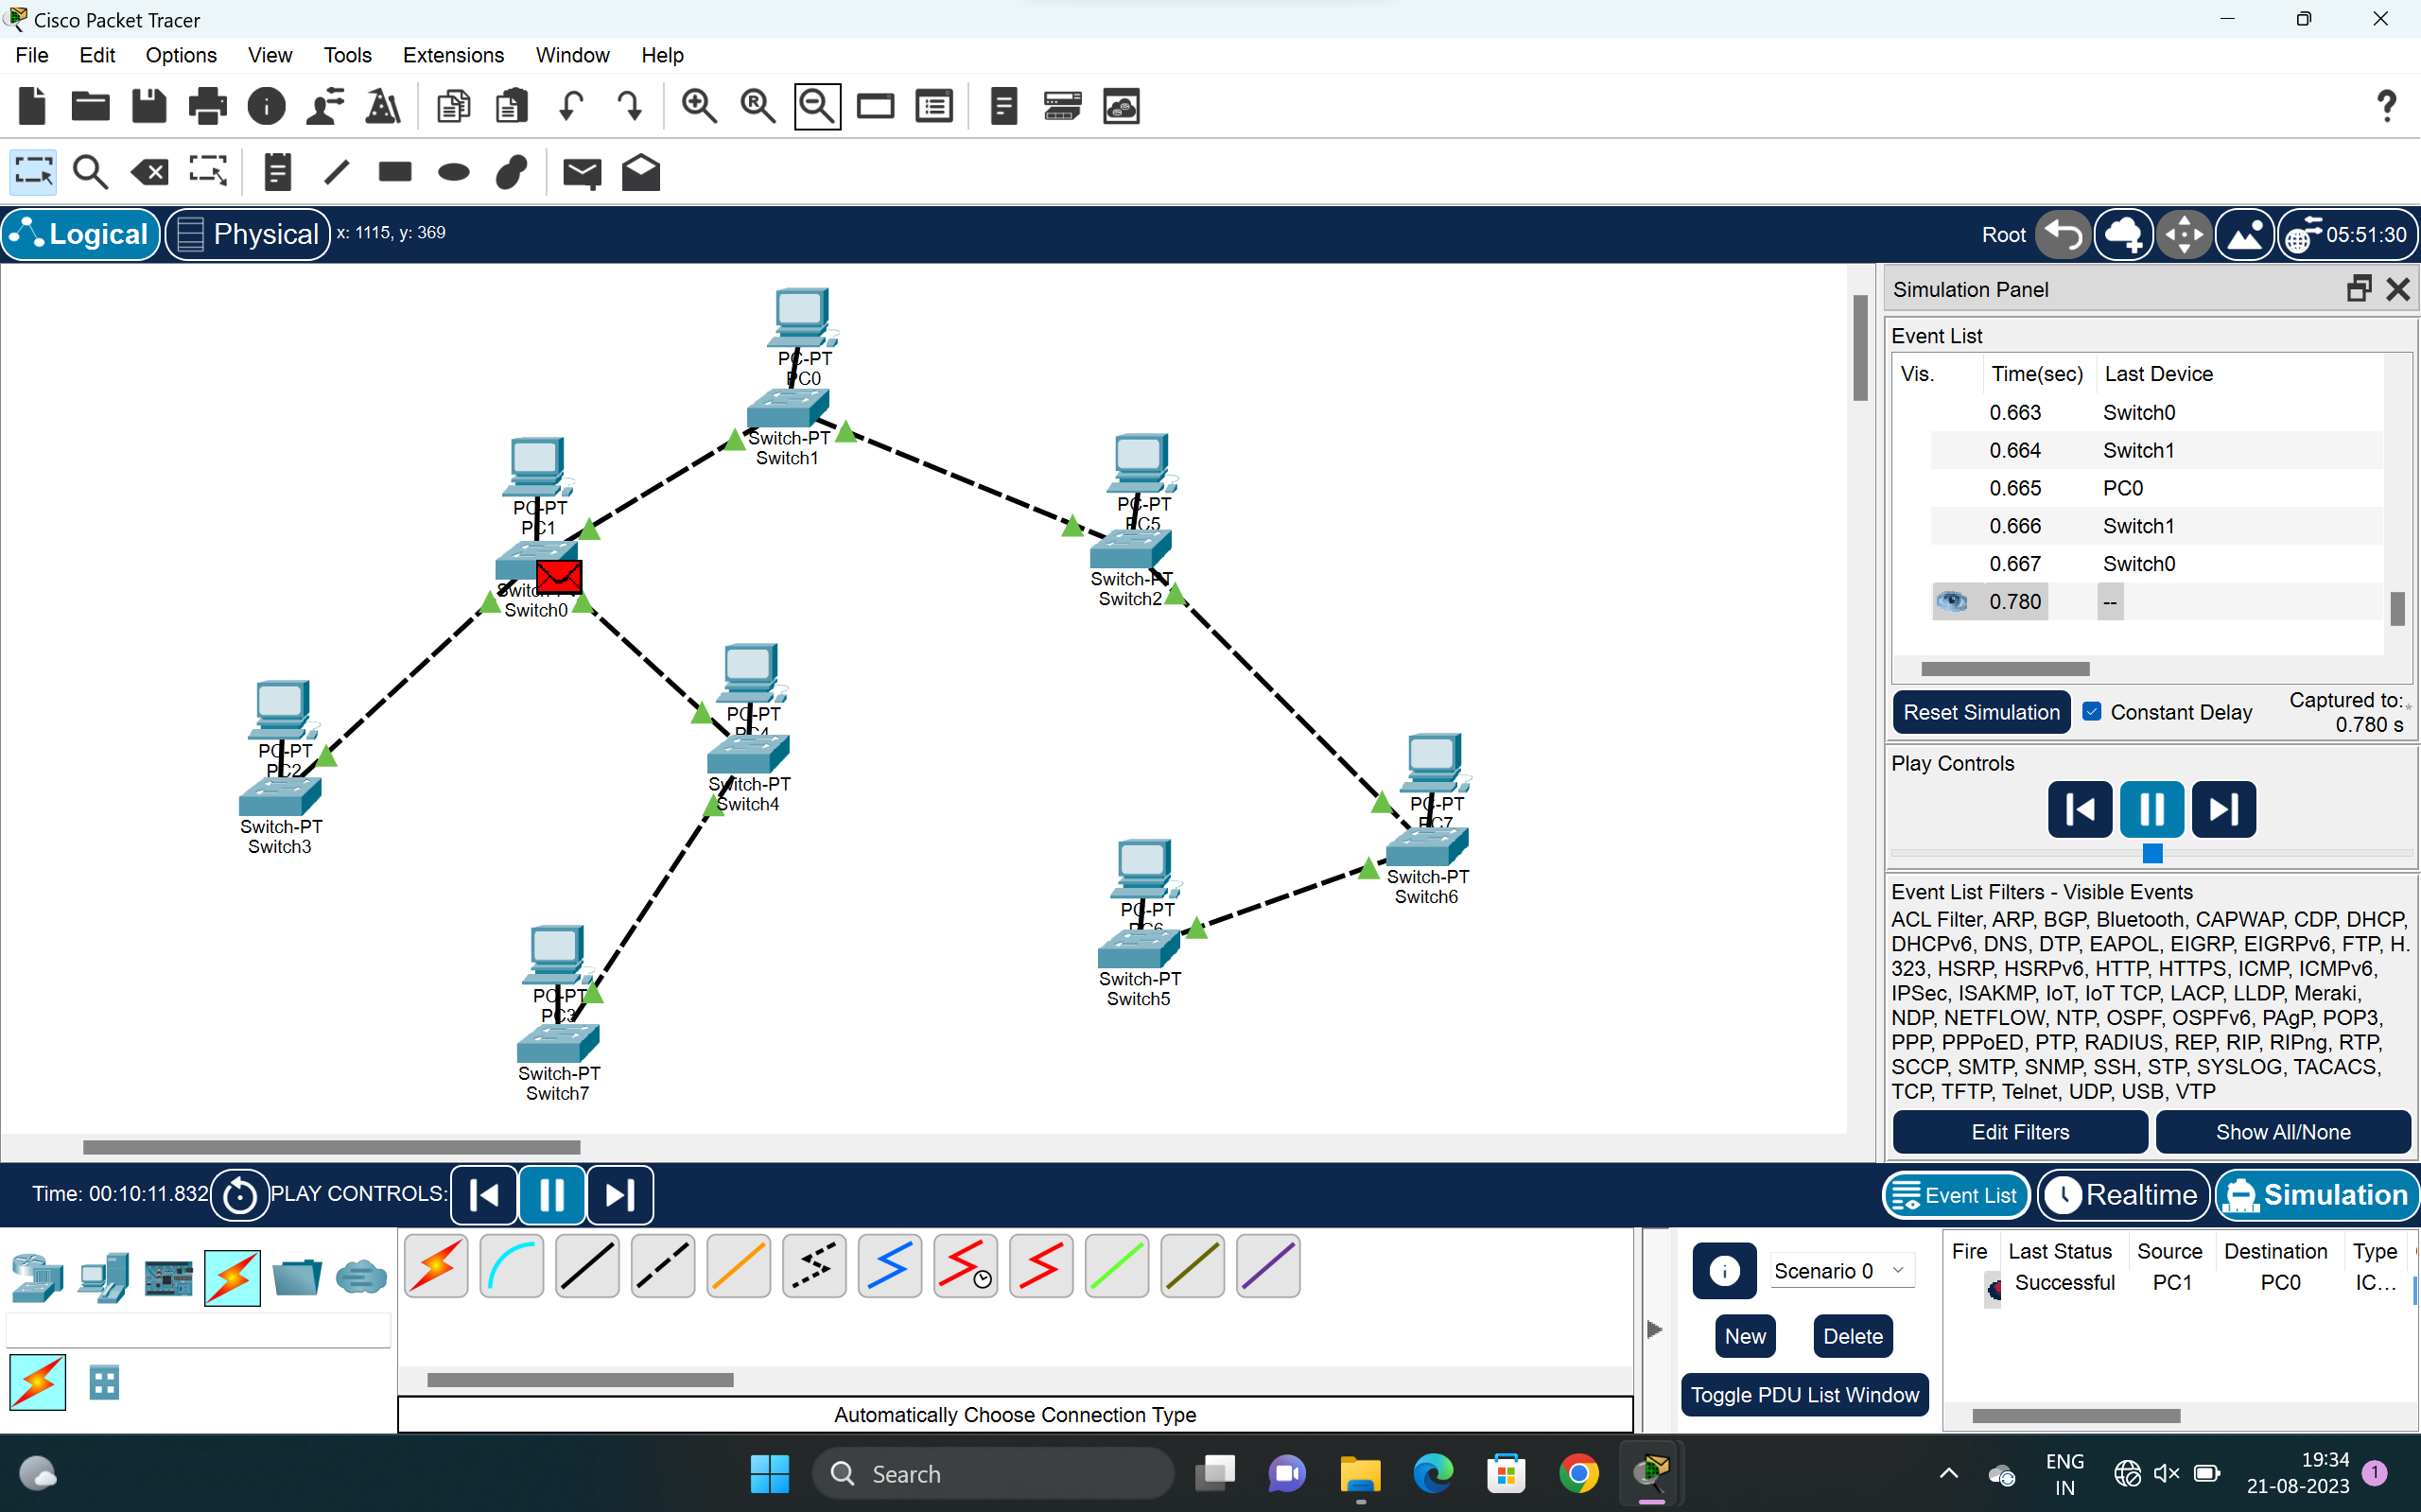 Cisco Packet Tracer
File Edit Options View Tools Extensions Window Help
Logical Physical x: 1115, y: 369 Root 05:51:30
PC-PT
PC0
Switch-PT
Switch1
PC-PT
PC1
Switch0
PC-PT
PC5
Switch-PT
Switch2
PC-PT
PC2
Switch-PT
Switch3
PC-PT
PC4
Switch-PT
Switch4
PC-PT
PC7
Switch-PT
Switch6
PC-PT
PC6
Switch-PT
Switch5
PC-PT
PC3
Switch-PT
Switch7
Simulation Panel
Event List
Vis. Time(sec) Last Device
0.663 Switch0
0.664 Switch1
0.665 PC0
0.666 Switch1
0.667 Switch0
0.780 --
Reset Simulation Constant Delay Captured to:*
0.780 s
Play Controls
Event List Filters - Visible Events
ACL Filter, ARP, BGP, Bluetooth, CAPWAP, CDP, DHCP,
DHCPv6, DNS, DTP, EAPOL, EIGRP, EIGRPv6, FTP, H.
323, HSRP, HSRPv6, HTTP, HTTPS, ICMP, ICMPv6,
IPSec, ISAKMP, IoT, IoT TCP, LACP, LLDP, Meraki,
NDP, NETFLOW, NTP, OSPF, OSPFv6, PAgP, POP3,
PPP, PPPoED, PTP, RADIUS, REP, RIP, RIPng, RTP,
SCCP, SMTP, SNMP, SSH, STP, SYSLOG, TACACS,
TCP, TFTP, Telnet, UDP, USB, VTP
Edit Filters Show All/None
Time: 00:10:11.832 PLAY CONTROLS:
Event List Realtime Simulation
Scenario 0
New Delete
Toggle PDU List Window
Fire Last Status Source Destination Type
Successful PC1 PC0 IC...
Automatically Choose Connection Type
Search
ENG
IN
19:34
21-08-2023
1